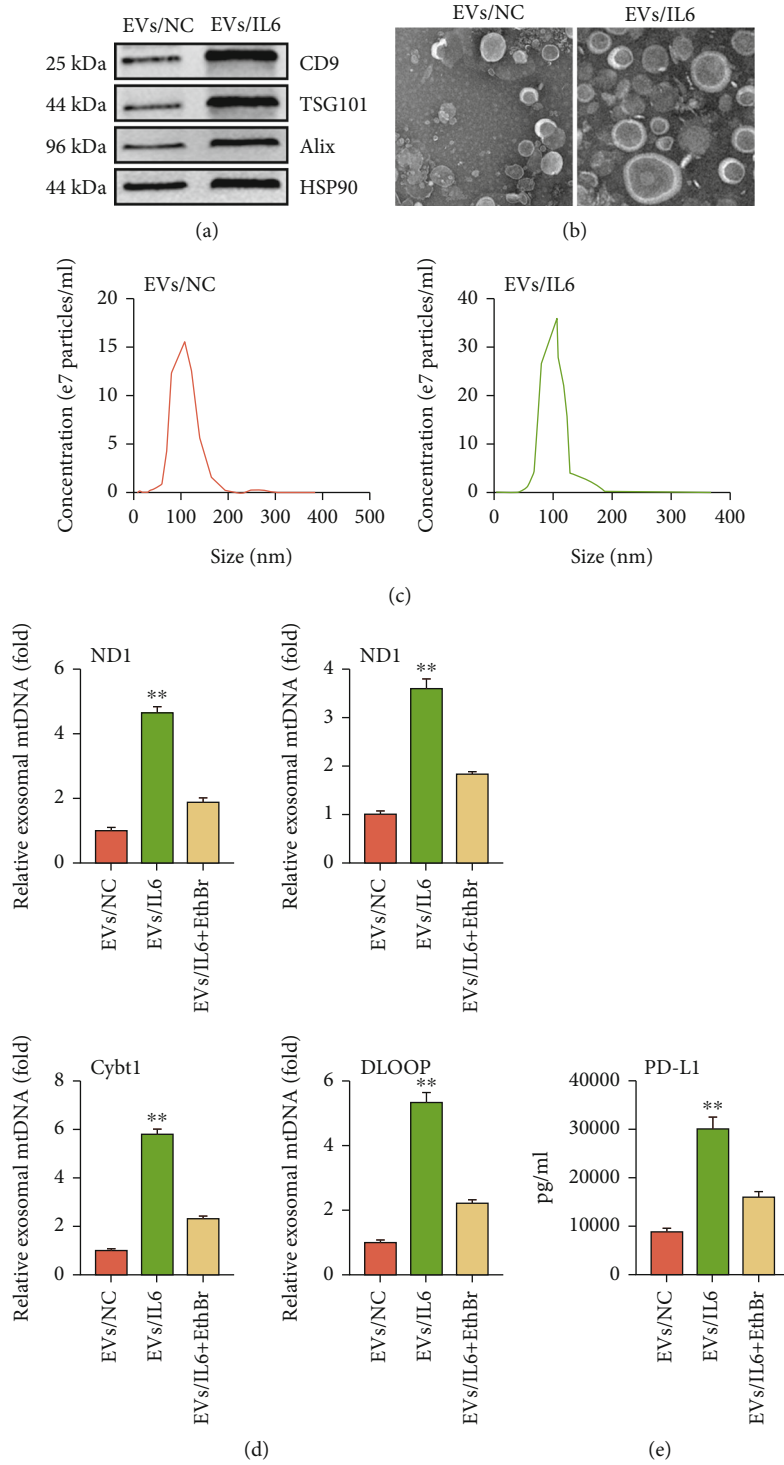 EVs/NC EVs/IL6
25 kDa CD9
44 kDa TSG101
96 kDa Alix
44 kDa HSP90
(a)
EVs/NC EVs/IL6
(b)
EVs/NC
Concentration (e7 particles/ml)
20
15
10
5
0
0 100 200 300 400 500
Size (nm)
EVs/IL6
Concentration (e7 particles/ml)
40
30
20
10
0
0 100 200 300 400
Size (nm)
(c)
ND1
Relative exosomal mtDNA (fold)
6
4
2
0
**
EVs/NC
EVs/IL6
EVs/IL6+EthBr
ND1
Relative exosomal mtDNA (fold)
4
3
2
1
0
**
EVs/NC
EVs/IL6
EVs/IL6+EthBr
Cybt1
Relative exosomal mtDNA (fold)
8
6
4
2
0
**
EVs/NC
EVs/IL6
EVs/IL6+EthBr
DLOOP
Relative exosomal mtDNA (fold)
6
4
2
0
**
EVs/NC
EVs/IL6
EVs/IL6+EthBr
(d)
PD-L1
pg/ml
40000
30000
20000
10000
0
**
EVs/NC
EVs/IL6
EVs/IL6+EthBr
(e)